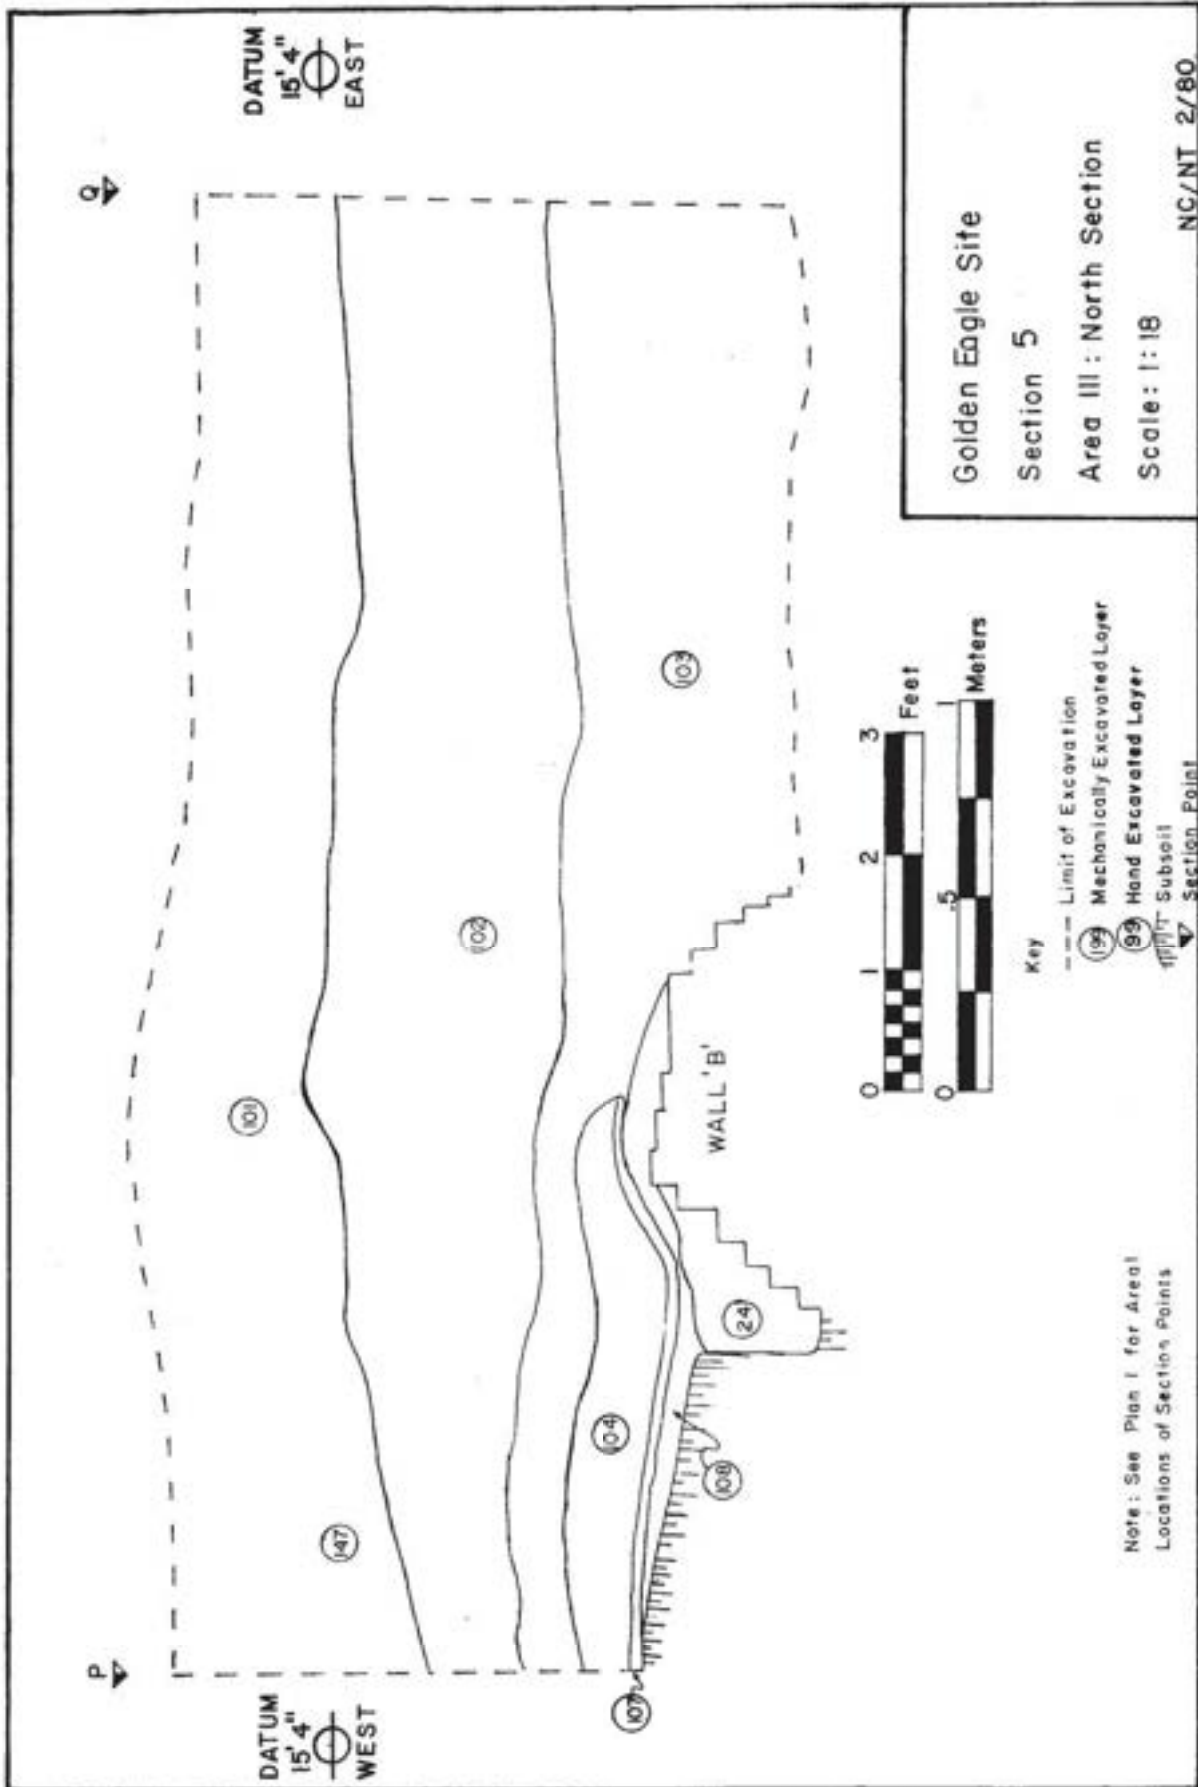 P
Q
DATUM
15' 4"
WEST
DATUM
15' 4"
EAST
147
101
102
103
104
107
108
24
WALL 'B'
0 1 2 3
Feet
0 .5 1
Meters
Key
Limit of Excavation
199 Mechanically Excavated Layer
99 Hand Excavated Layer
Subsoil
Section Point
Note: See Plan 1 for Areal
Locations of Section Points
Golden Eagle Site
Section 5
Area III: North Section
Scale: 1:18
NC/NT 2/80